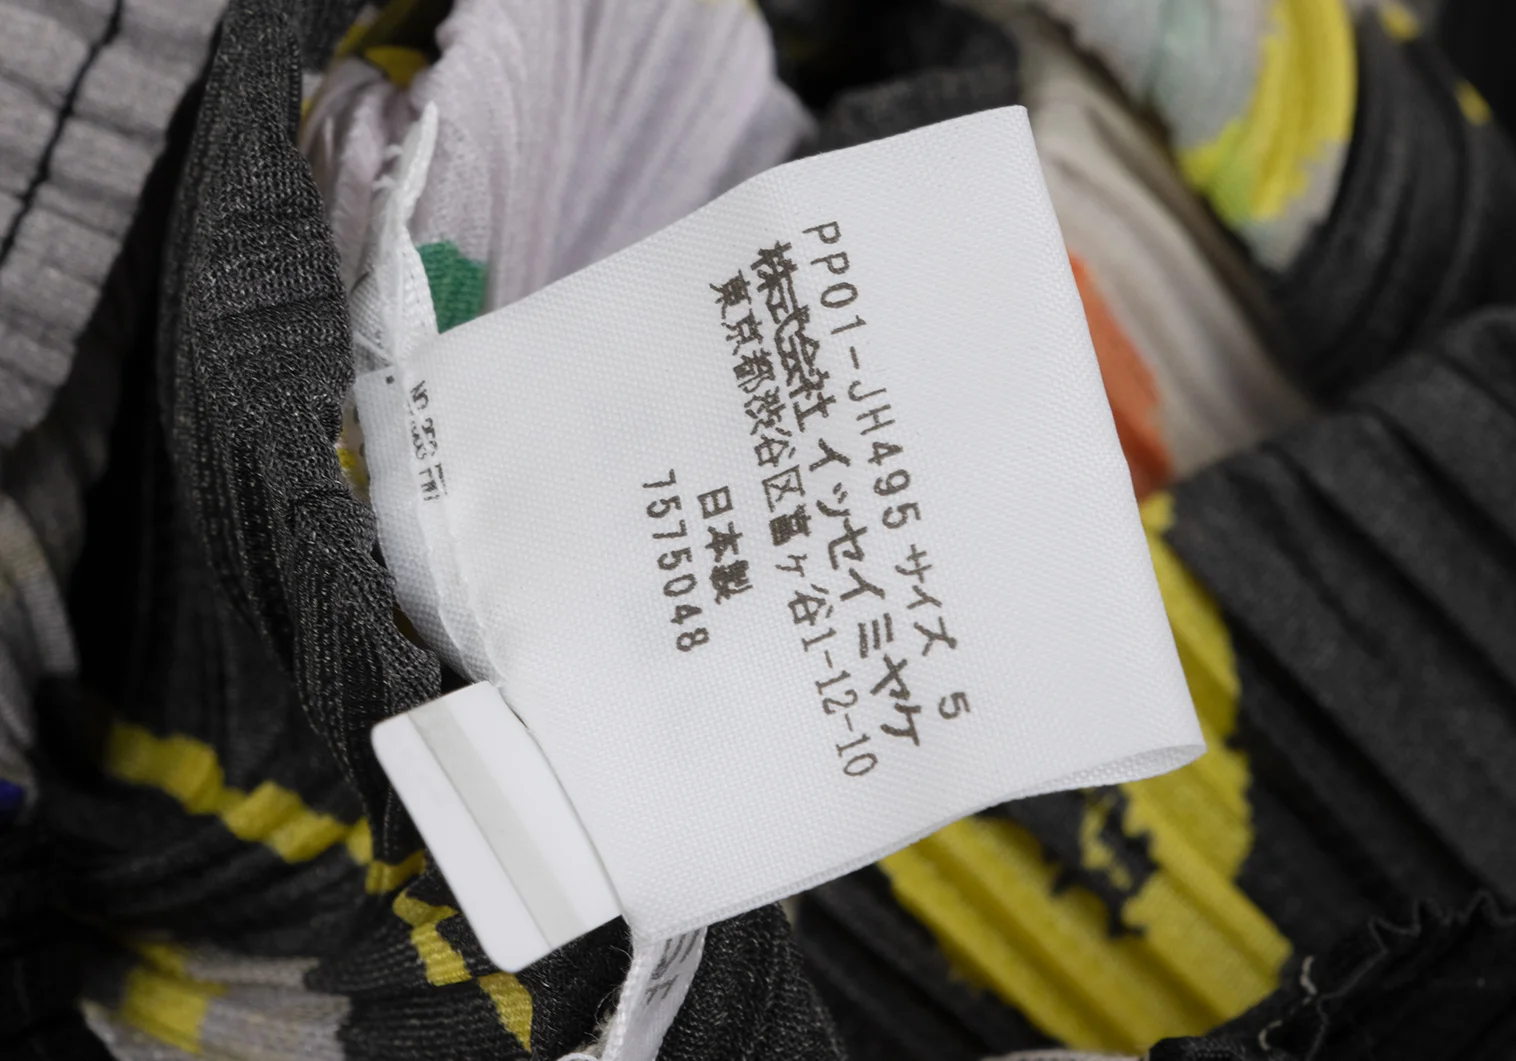 PP01-JH495 サイズ 5
株式会社 イッセイミヤケ
東京都渋谷区富ヶ谷1-12-10
日本製
7575048